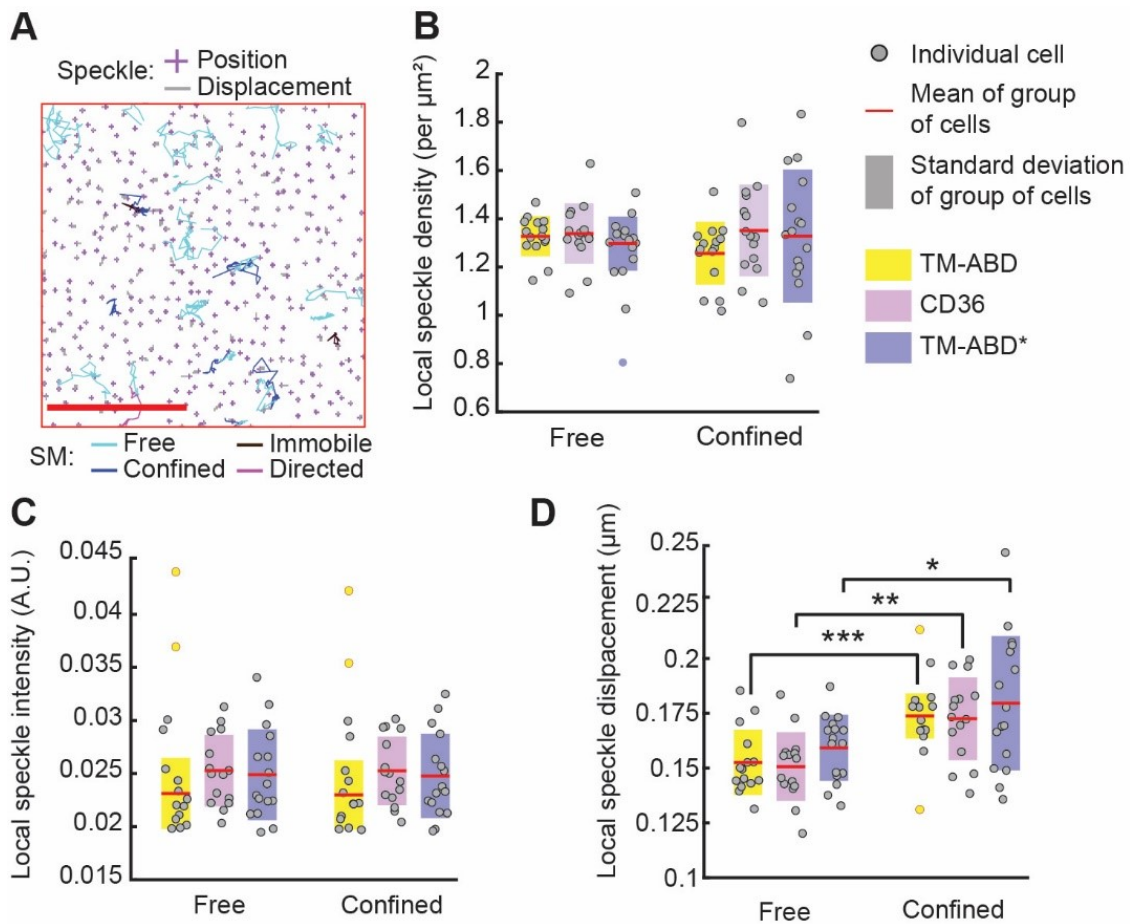 A
Speckle: Position
Displacement
SM: Free Immobile
Confined Directed
B
Local speckle density (per μm²)
2
1.8
1.6
1.4
1.2
1
0.8
0.6
Free Confined
Individual cell
Mean of group
of cells
Standard deviation
of group of cells
TM-ABD
CD36
TM-ABD*
C
Local speckle intensity (A.U.)
0.045
0.04
0.035
0.03
0.025
0.02
0.015
Free Confined
D
Local speckle dislpacement (μm)
0.25
0.225
0.2
0.175
0.15
0.125
0.1
*
**
***
Free Confined